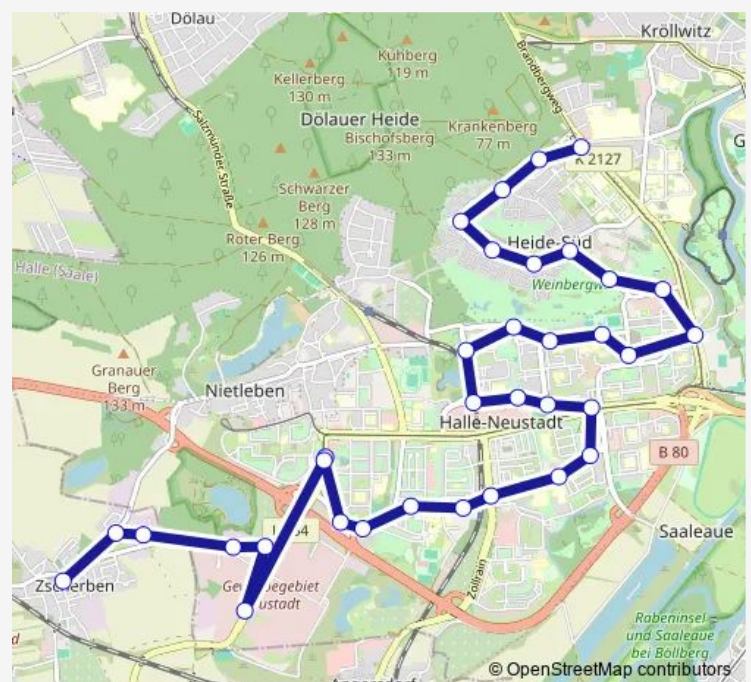 Dölau
Kröllwitz
Kuhberg
119 m
Kellerberg
130 m
Brandbergweg
Dölauer Heide
Bischofsberg
133 m
Krankenberg
77 m
Salzmünder Straße
K 2127
Schwarzer
Berg
128 m
Roter Berg
126 m
Heide-Süd
Halle (Saale)
Granauer
Berg
133 m
Nietleben
Halle-Neustadt
B 80
Saaleaue
Zollrain
Rabeninsel
und Saaleaue
bei Böllberg
© OpenStreetMap contributors